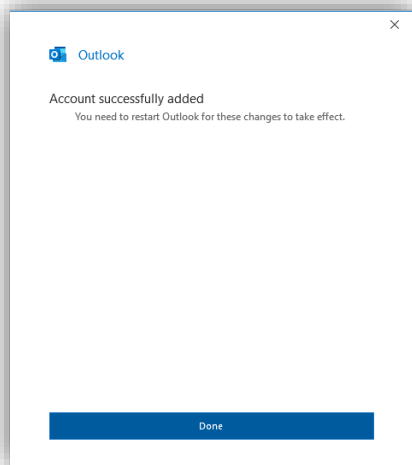 Outlook
Account successfully added
You need to restart Outlook for these changes to take effect.
Done